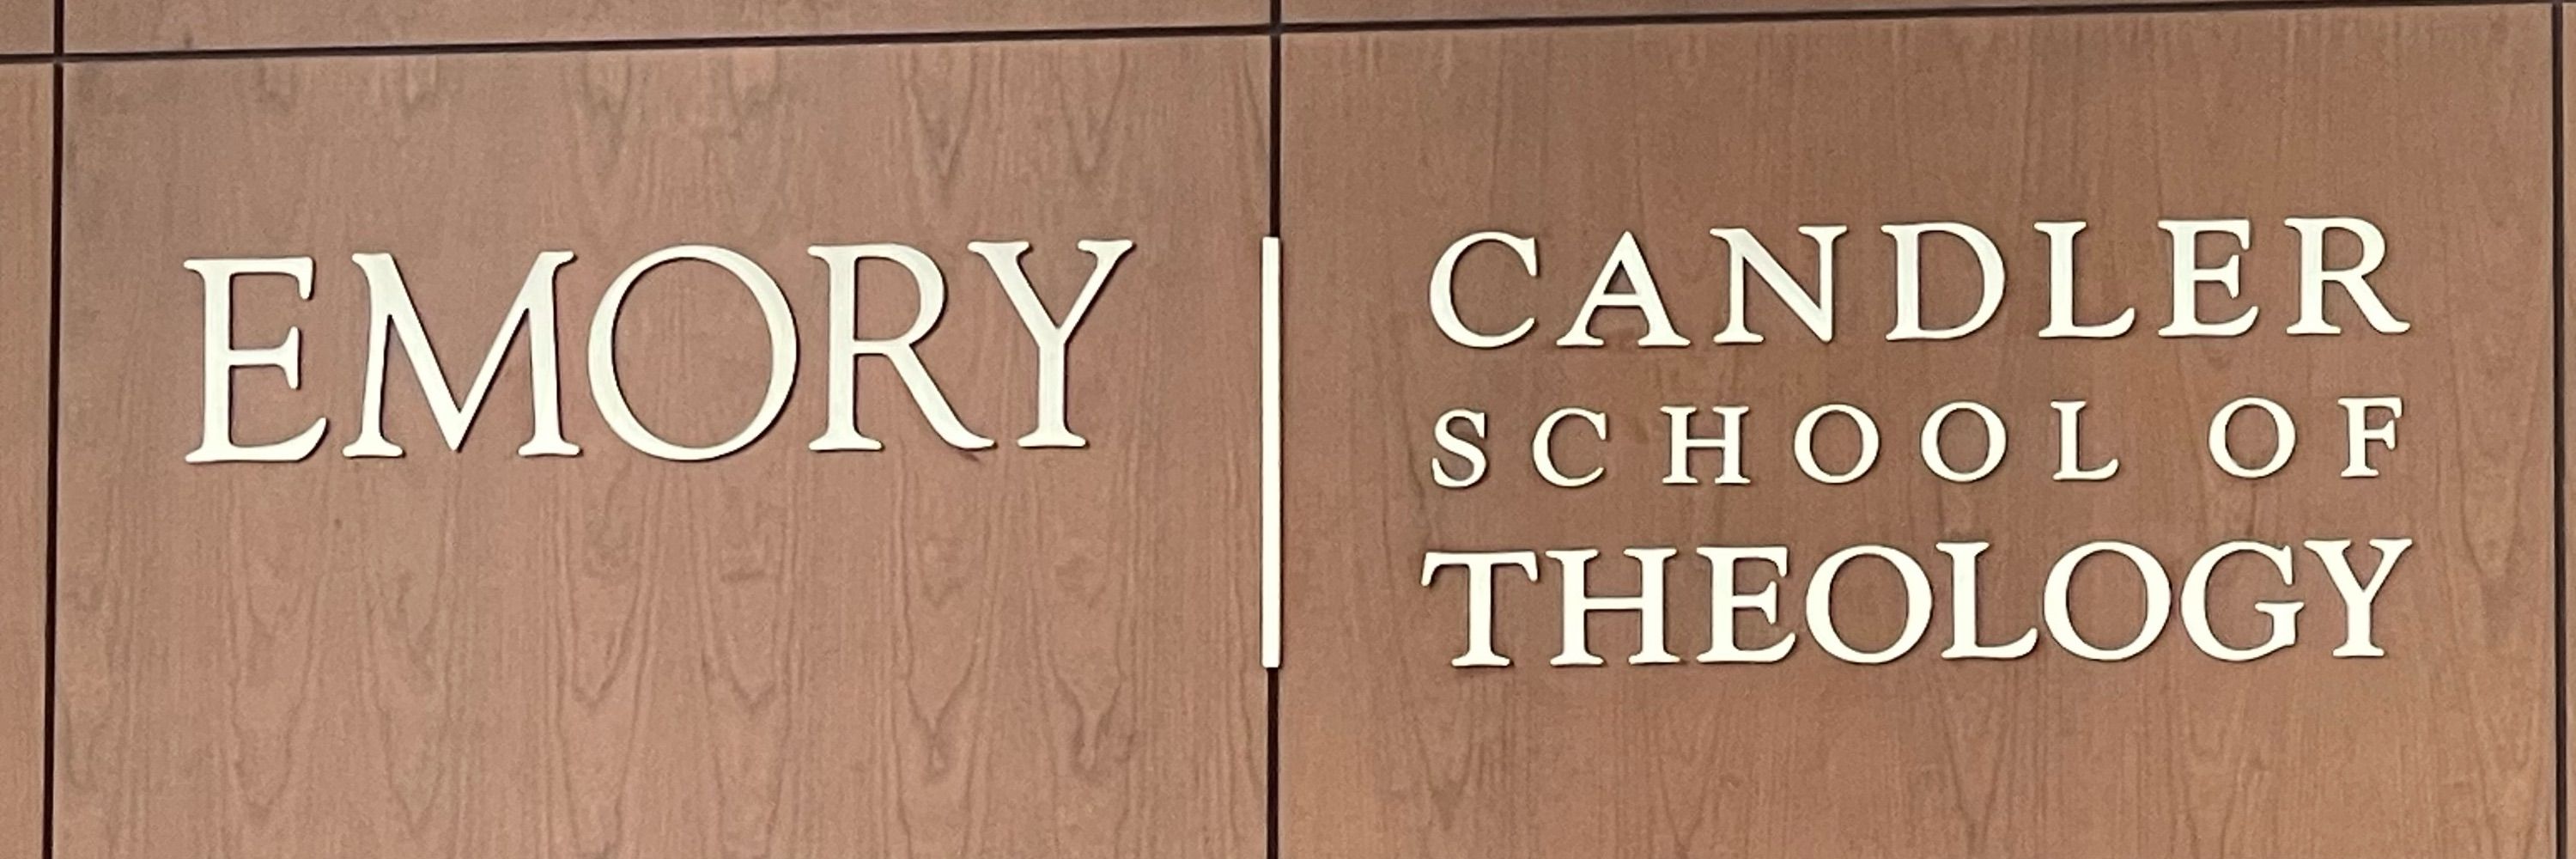 EMORY
CANDLER
SCHOOL OF
THEOLOGY